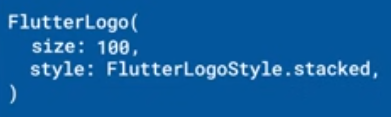 FlutterLogo(
  size: 100,
  style: FlutterLogoStyle.stacked,
)